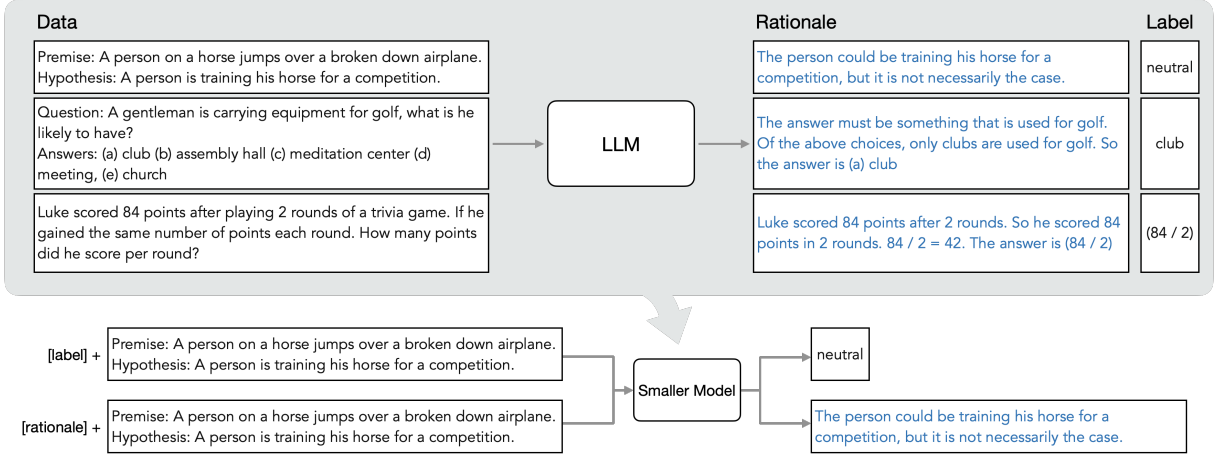 Data
Rationale
Label
Premise: A person on a horse jumps over a broken down airplane.
Hypothesis: A person is training his horse for a competition.
The person could be training his horse for a
competition, but it is not necessarily the case.
neutral
Question: A gentleman is carrying equipment for golf, what is he
likely to have?
Answers: (a) club (b) assembly hall (c) meditation center (d)
meeting, (e) church
LLM
The answer must be something that is used for golf.
Of the above choices, only clubs are used for golf. So
the answer is (a) club
club
Luke scored 84 points after playing 2 rounds of a trivia game. If he
gained the same number of points each round. How many points
did he score per round?
Luke scored 84 points after 2 rounds. So he scored 84
points in 2 rounds. 84 / 2 = 42. The answer is (84 / 2)
(84 / 2)
[label] +
Premise: A person on a horse jumps over a broken down airplane.
Hypothesis: A person is training his horse for a competition.
neutral
Smaller Model
[rationale] +
Premise: A person on a horse jumps over a broken down airplane.
Hypothesis: A person is training his horse for a competition.
The person could be training his horse for a
competition, but it is not necessarily the case.